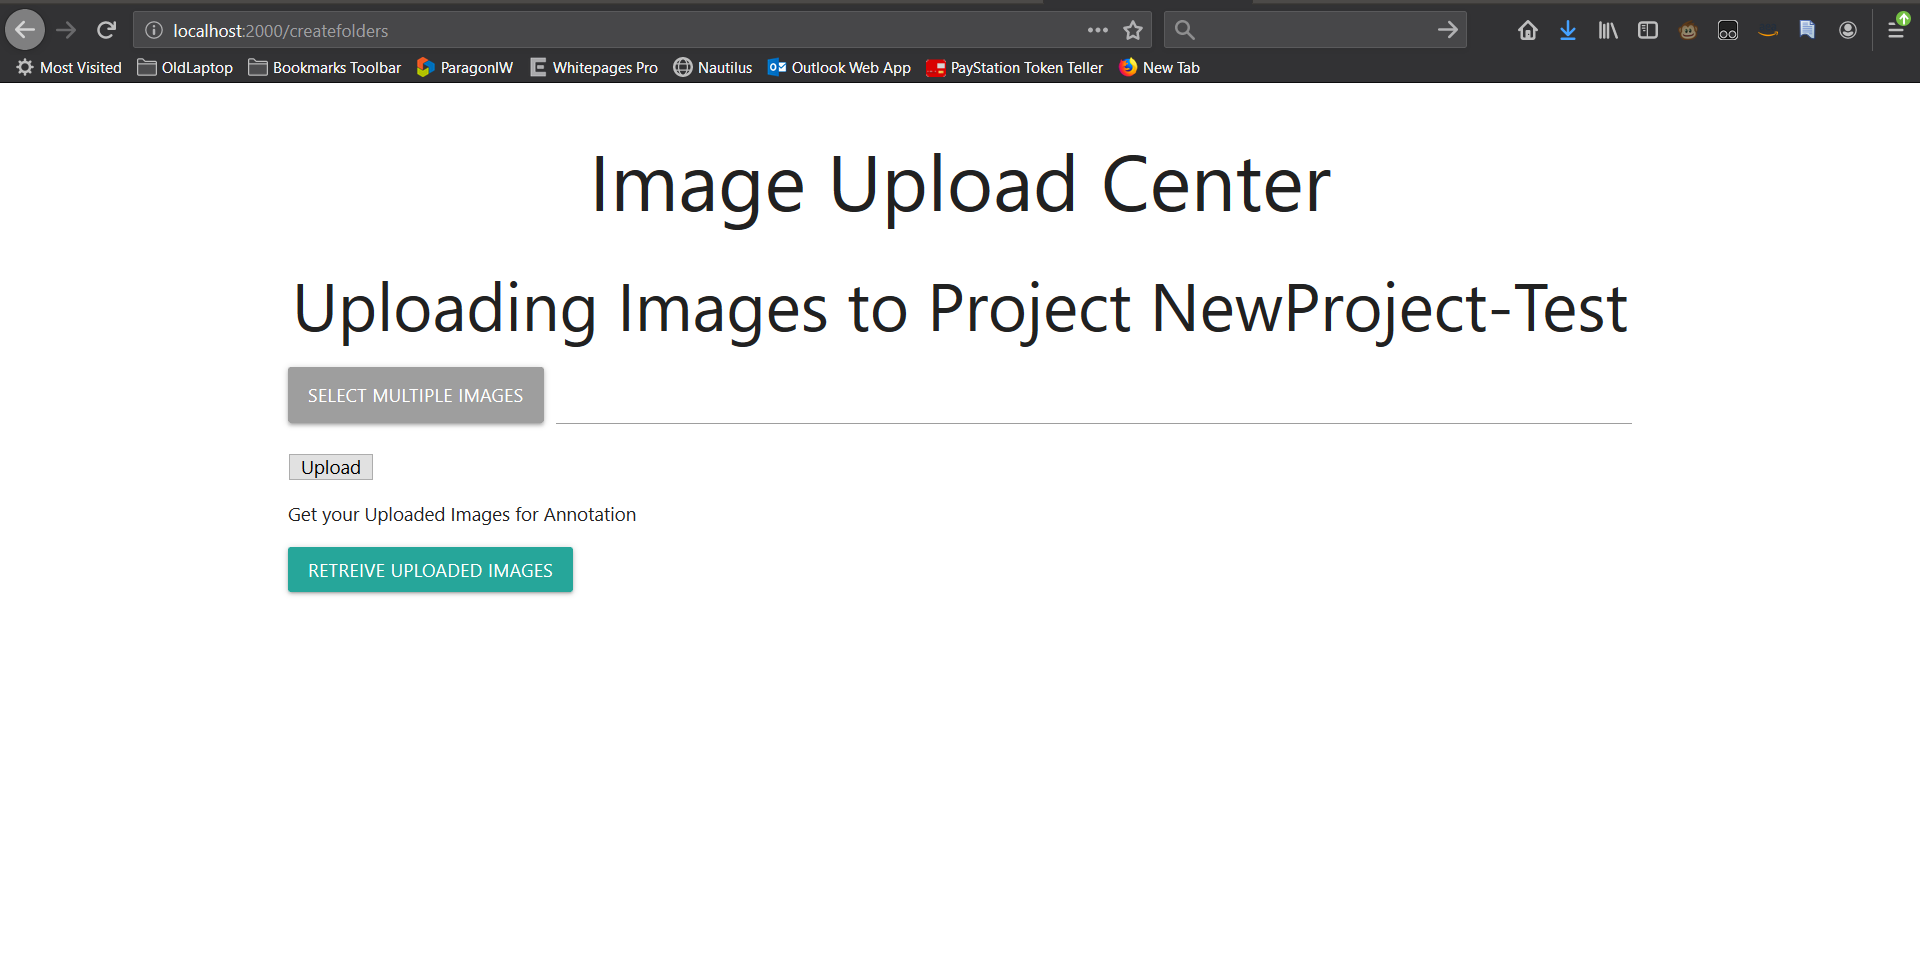 localhost:2000/createfolders
Most Visited OldLaptop Bookmarks Toolbar ParagonIW Whitepages Pro Nautilus Outlook Web App PayStation Token Teller New Tab
Image Upload Center
Uploading Images to Project NewProject-Test
SELECT MULTIPLE IMAGES
Upload
Get your Uploaded Images for Annotation
RETREIVE UPLOADED IMAGES